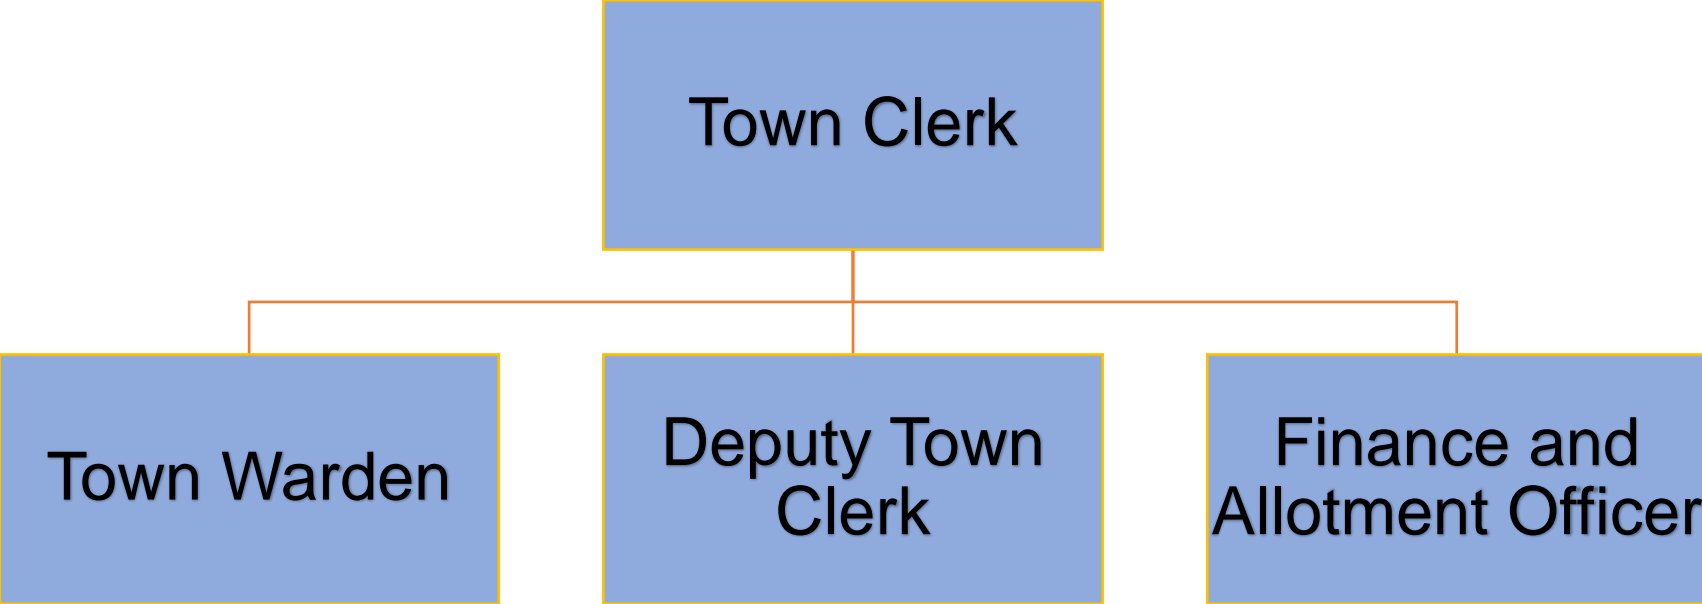 Town Clerk
Town Warden
Deputy Town
Clerk
Finance and
Allotment Officer